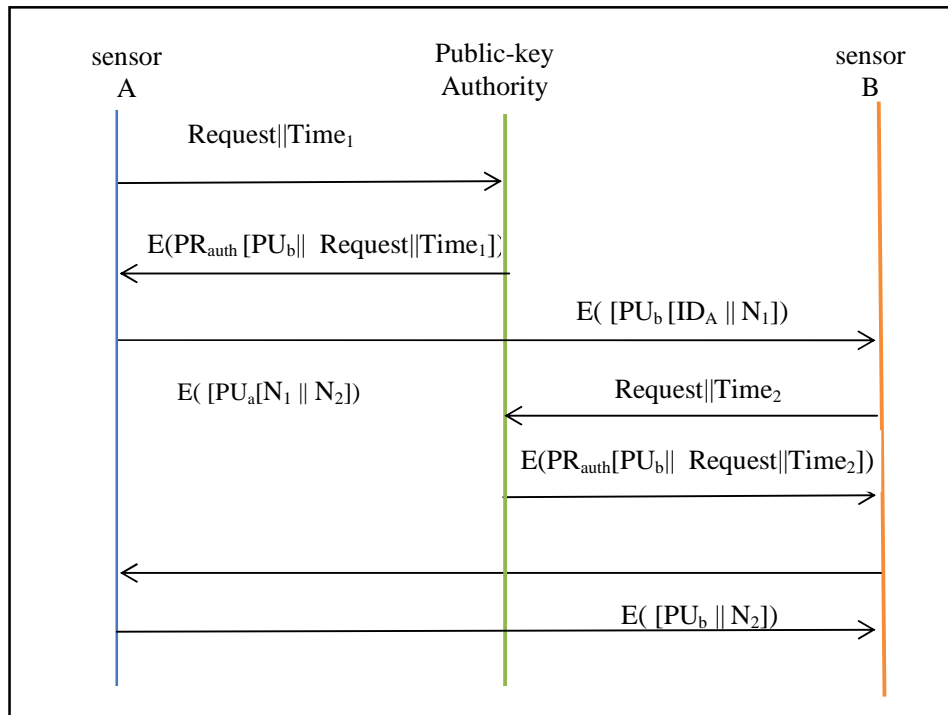 sensor
A
Public-key
Authority
sensor
B
Request||Time₁
E(PRauth [PUb|| Request||Time₁])
E( [PUb [IDA || N₁])
E( [PUa[N₁ || N₂])
Request||Time₂
E(PRauth[PUb|| Request||Time₂])
E( [PUb || N₂])